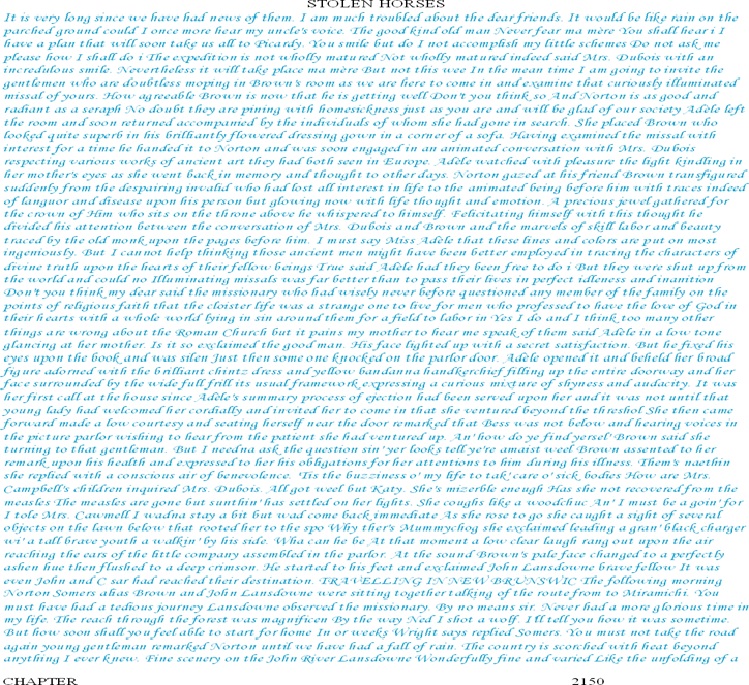 STOLEN HORSES
It is very long since we have had news of them. I am much troubled about the dear friends. It would be like rain on the
parched ground could I once more hear my uncle's voice. The good kind old man Never fear ma mère You shall hear i I
have a plan that will soon take us all to Picardy. You smile but do I not accomplish my little schemes Do not ask me
please how I shall do i The expedition is not wholly matured Not wholly matured indeed said Mrs. Dubois with an
incredulous smile. Nevertheless it will take place ma mère But not this wee In the mean time I am going to invite the
gentlemen who are doubtless moping in Brown's room as we are here to come in and examine that curiously illuminated
missal of yours. How agreeable Brown is now that he is getting well Don't you think so And Norton is as good and
radiant as a seraph No doubt they are pining with homesickness just as you are and will be glad of our society Adèle left
the room and soon returned accompanied by the individuals of whom she had gone in search. She placed Brown who
looked quite superb in his brilliantly flowered dressing gown in a corner of a sofa. Having examined the missal with
interest for a time he handed it to Norton and was soon engaged in an animated conversation with Mrs. Dubois
respecting various works of ancient art they had both seen in Europe. Adèle watched with pleasure the light kindling in
her mother's eyes as she went back in memory and thought to other days. Norton gazed at his friend Brown transfigured
suddenly from the despairing invalid who had lost all interest in life to the animated being before him with traces indeed
of languor and disease upon his person but glowing now with life thought and emotion. A precious jewel gathered for
the crown of Him who sits on the throne above he whispered to himself. Felicitating himself with this thought he
divided his attention between the conversation of Mrs. Dubois and Brown and the marvels of skill labor and beauty
traced by the old monk upon the pages before him. I must say Miss Adèle that these lines and colors are put on most
ingeniously. But I cannot help thinking those ancient men might have been better employed in tracing the characters of
divine truth upon the hearts of their fellow beings True said Adèle had they been free to do i But they were shut up from
the world and could no Illuminating missals was far better than to pass their lives in perfect idleness and inanitior
Don't you think my dear said the missionary who had wisely never before questioned any member of the family on the
points of religious faith that the cloister life was a strange one to live for men who professed to have the love of God in
their hearts with a whole world lying in sin around them for a field to labor in Yes I do and I think too many other
things are wrong about the Roman Church but it pains my mother to hear me speak of them said Adèle in a low tone
glancing at her mother. Is it so exclaimed the good man. His face lighted up with a secret satisfaction. But he fixed his
eyes upon the book and was silen Just then some one knocked on the parlor door. Adèle opened it and beheld her broad
figure adorned with the brilliant chintz dress and yellow bandanna handkerchief filling up the entire doorway and her
face surrounded by the wide full frill its usual framework expressing a curious mixture of shyness and audacity. It was
her first call at the house since Adèle's summary process of ejection had been served upon her and it was not until that
young lady had welcomed her cordially and invited her to come in that she ventured beyond the threshol She then came
forward made a low courtesy and seating herself near the door remarked that Bess was not below and hearing voices in
the picture parlor wishing to hear from the patient she had ventured up. An' how do ye find yersel' Brown said she
turning to that gentleman. But I needna ask the question sin' yer looks tell ye're amaist weel Brown assented to her
remark upon his health and expressed to her his obligations for her attentions to him during his illness. Them's naethin
she replied with a conscious air of benevolence. 'Tis the buzziness o' my life to tak' care o' sick bodies How are Mrs.
Campbell's children inquired Mrs. Dubois. All got weel but Katy. She's mizerble eneugh Has she not recovered from the
measles The measles are gone but sunthin' has settled on her lights. She coughs like a woodchuc An' I must be a goin' for
I tole Mrs. Cawmell I wadna stay a bit but wad come back immediate As she rose to go she caught a sight of several
objects on the lawn below that rooted her to the spo Why ther's Mummychog she exclaimed leading a gran' black charger
wi' a tall brave youth a walkin' by his side. Wha can he be At that moment a low clear laugh rang out upon the air
reaching the ears of the little company assembled in the parlor. At the sound Brown's pale face changed to a perfectly
ashen hue then flushed to a deep crimson. He started to his feet and exclaimed John Lansdowne brave fellow It was
even John and C sar had reached their destination. TRAVELLING IN NEW BRUNSWIC The following morning
Norton Somers alias Brown and John Lansdowne were sitting together talking of the route from to Miramichi. You
must have had a tedious journey Lansdowne observed the missionary. By no means sir. Never had a more glorious time in
my life. The reach through the forest was magnificen By the way Ned I shot a wolf. I'll tell you how it was sometime.
But how soon shall you feel able to start for home In or weeks Wright says replied Somers. You must not take the road
again young gentleman remarked Norton until we have had a fall of rain. The country is scorched with heat beyond
anything I ever knew. Fine scenery on the John River Lansdowne Wonderfully fine and varied Like the unfolding of a
CHAPTER 2150